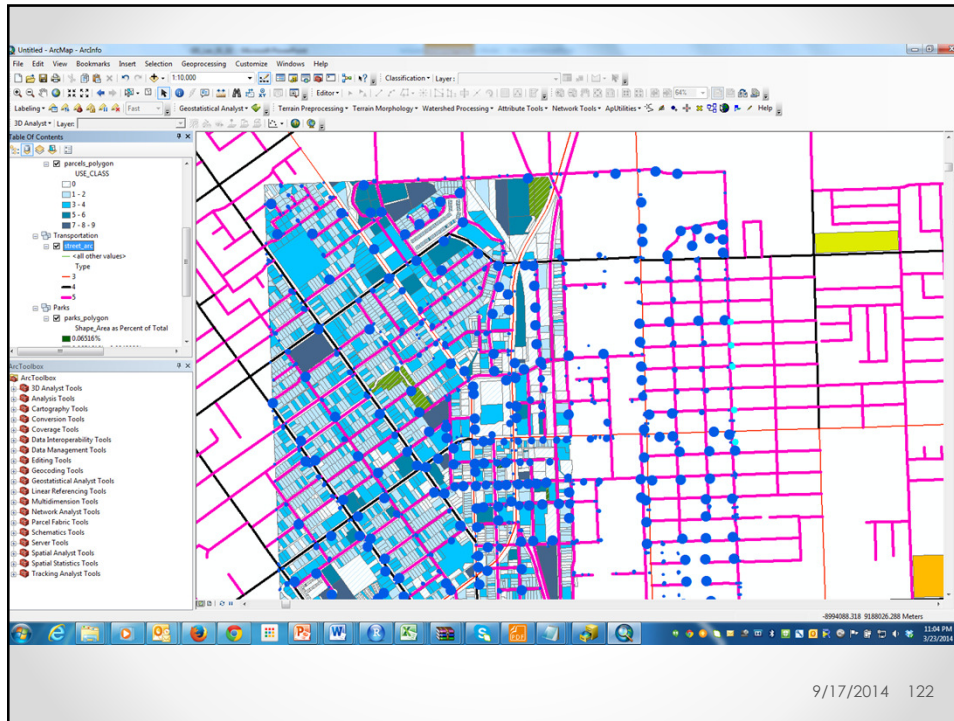 Untitled - ArcMap - ArcInfo
File Edit View Bookmarks Insert Selection Geoprocessing Customize Windows Help
1:10,000 Classification Layer:
Editor 64%
Labeling Fast Geostatistical Analyst Terrain Preprocessing Terrain Morphology Watershed Processing Attribute Tools Network Tools ApUtilities Help
3D Analyst Layer:
Table Of Contents
parcels_polygon
USE_CLASS
0
1 - 2
3 - 4
5 - 6
7 - 8 - 9
Transportation
street_arc
<all other values>
Type
3
4
5
Parks
parks_polygon
Shape_Area as Percent of Total
0.06516%
ArcToolbox
ArcToolbox
3D Analyst Tools
Analysis Tools
Cartography Tools
Conversion Tools
Coverage Tools
Data Interoperability Tools
Data Management Tools
Editing Tools
Geocoding Tools
Geostatistical Analyst Tools
Linear Referencing Tools
Multidimension Tools
Network Analyst Tools
Parcel Fabric Tools
Schematics Tools
Server Tools
Spatial Analyst Tools
Spatial Statistics Tools
Tracking Analyst Tools
-8994088.318 9188026.288 Meters
11:04 PM
3/23/2014
9/17/2014 122